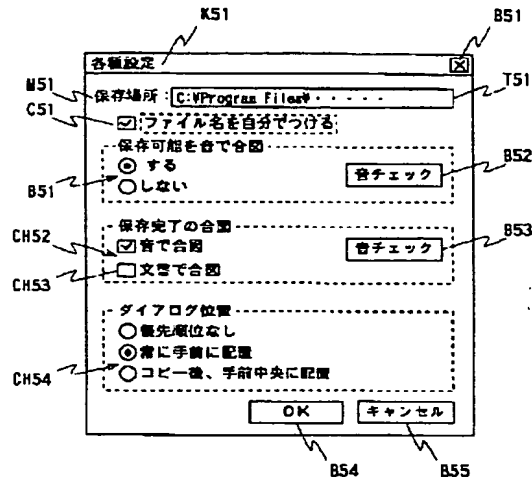 K51
B51
各種設定
M51
保存場所：
C:¥Program Files¥・・・・・
T51
C51
ファイル名を自分でつける
保存可能を音で合図
する
しない
音チェック
B52
B51
保存完了の合図
CH52
音で合図
音チェック
B53
文書で合図
CH53
ダイアログ位置
優先順位なし
常に手前に配置
コピー後、手前中央に配置
CH54
OK
キャンセル
B54
B55